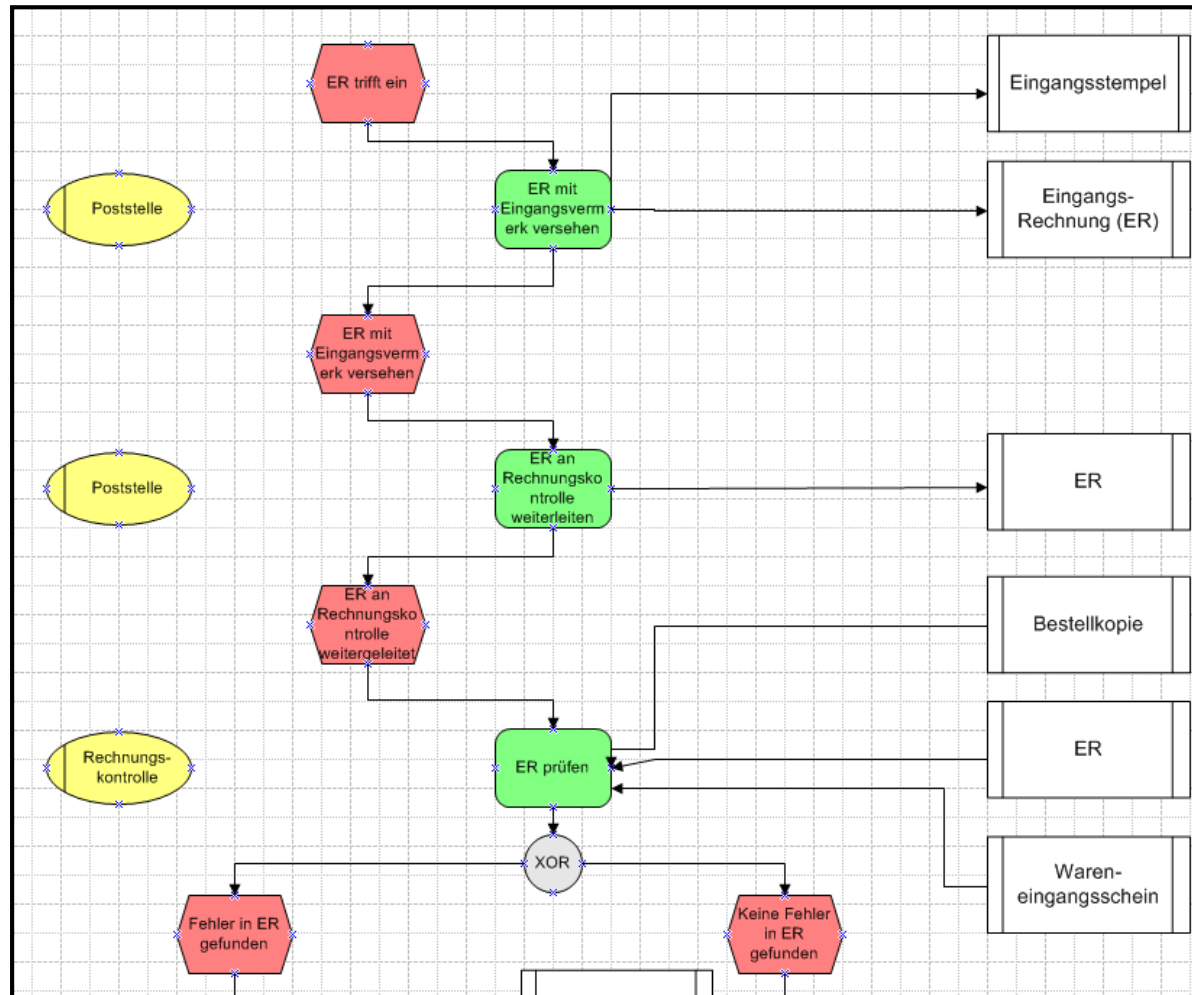 ER trifft ein
Eingangsstempel
Poststelle
ER mit
Eingangsverm
erk versehen
Eingangs-
Rechnung (ER)
ER mit
Eingangsverm
erk versehen
Poststelle
ER an
Rechnungsko
ntrolle
weiterleiten
ER
ER an
Rechnungsko
ntrolle
weitergeleitet
Bestellkopie
Rechnungs-
kontrolle
ER prüfen
ER
XOR
Waren-
eingangsschein
Fehler in ER
gefunden
Keine Fehler
in ER
gefunden